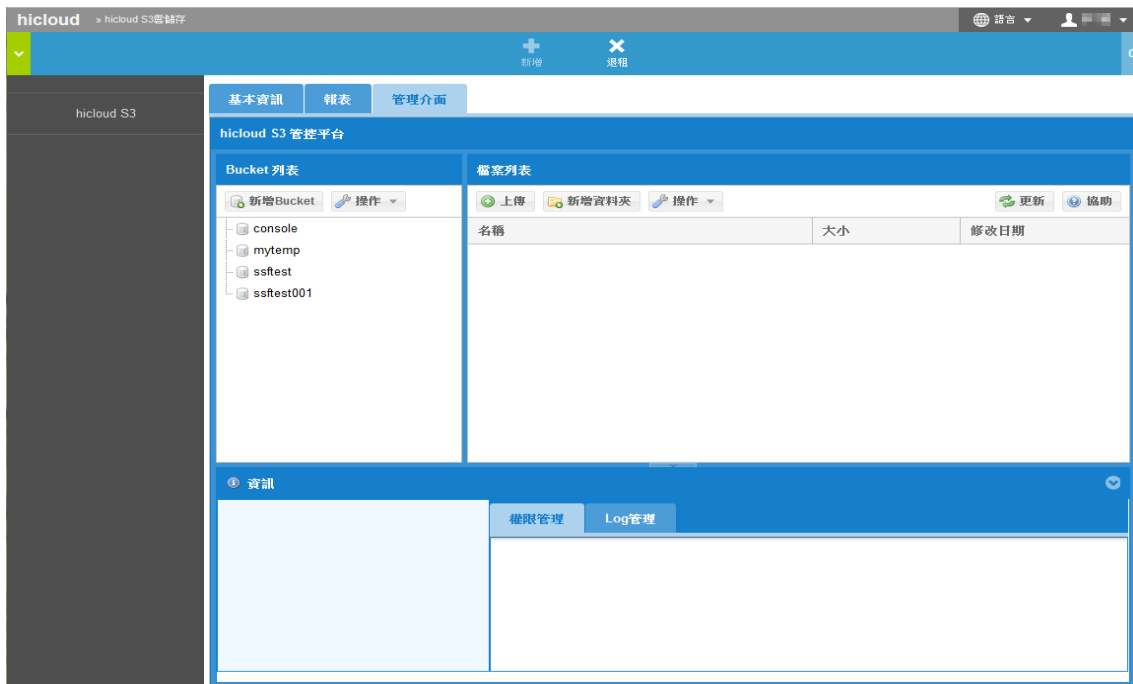 hicloud » hicloud S3雲儲存 語言
新增 退租
hicloud S3
基本資訊 報表 管理介面
hicloud S3 管控平台
Bucket 列表 檔案列表
新增Bucket 操作 上傳 新增資料夾 操作 更新 協助
名稱 大小 修改日期
console
mytemp
ssftest
ssftest001
資訊
權限管理 Log管理